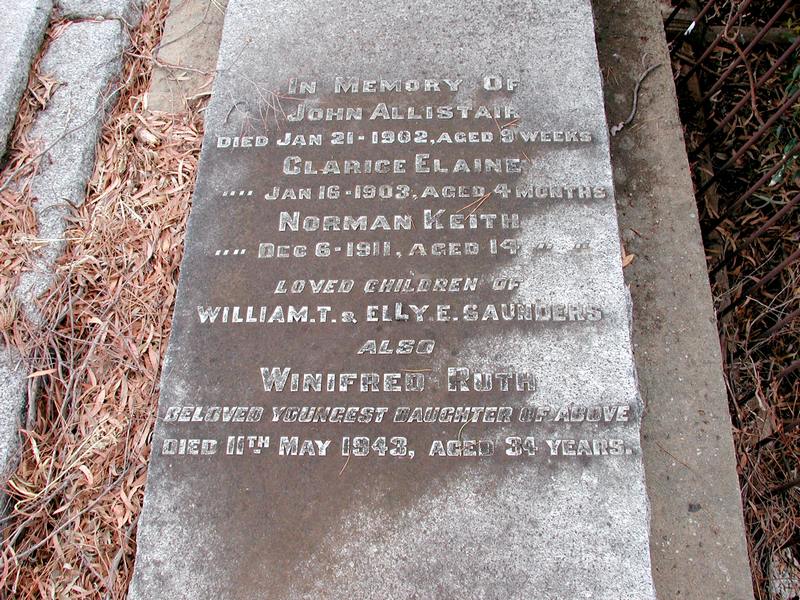 In Memory Of
John Allistair
Died Jan 21-1902, Aged 9 Weeks
Clarice Elaine
"" Jan 16-1903, Aged 4 Months
Norman Keith
"" Dec 6-1911, Aged 14 " "
Loved Children Of
William.T. & Elly.E. Saunders
Also
Winifred Ruth
Beloved Youngest Daughter Of Above
Died 11th May 1943, Aged 34 Years.